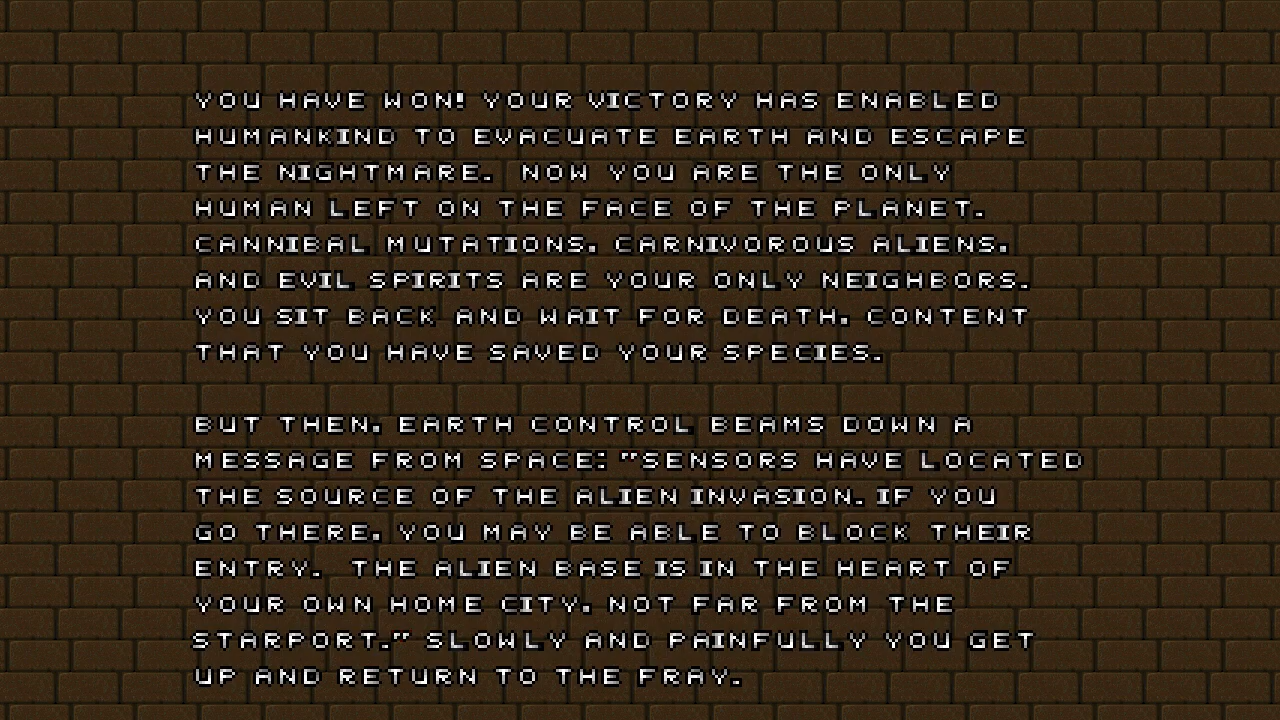 YOU HAVE WON! YOUR VICTORY HAS ENABLED
HUMANKIND TO EVACUATE EARTH AND ESCAPE
THE NIGHTMARE.  NOW YOU ARE THE ONLY
HUMAN LEFT ON THE FACE OF THE PLANET.
CANNIBAL MUTATIONS, CARNIVOROUS ALIENS,
AND EVIL SPIRITS ARE YOUR ONLY NEIGHBORS.
YOU SIT BACK AND WAIT FOR DEATH, CONTENT
THAT YOU HAVE SAVED YOUR SPECIES.
BUT THEN, EARTH CONTROL BEAMS DOWN A
MESSAGE FROM SPACE: "SENSORS HAVE LOCATED
THE SOURCE OF THE ALIEN INVASION. IF YOU
GO THERE, YOU MAY BE ABLE TO BLOCK THEIR
ENTRY.  THE ALIEN BASE IS IN THE HEART OF
YOUR OWN HOME CITY, NOT FAR FROM THE
STARPORT." SLOWLY AND PAINFULLY YOU GET
UP AND RETURN TO THE FRAY.